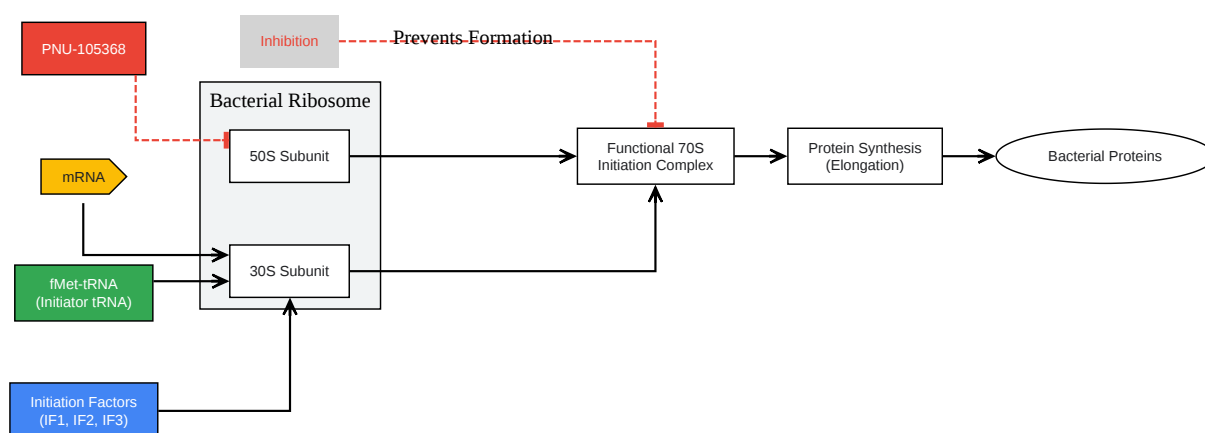 PNU-105368
Inhibition
Prevents Formation
Bacterial Ribosome
50S Subunit
Functional 70S
Initiation Complex
Protein Synthesis
(Elongation)
Bacterial Proteins
mRNA
30S Subunit
fMet-tRNA
(Initiator tRNA)
Initiation Factors
(IF1, IF2, IF3)